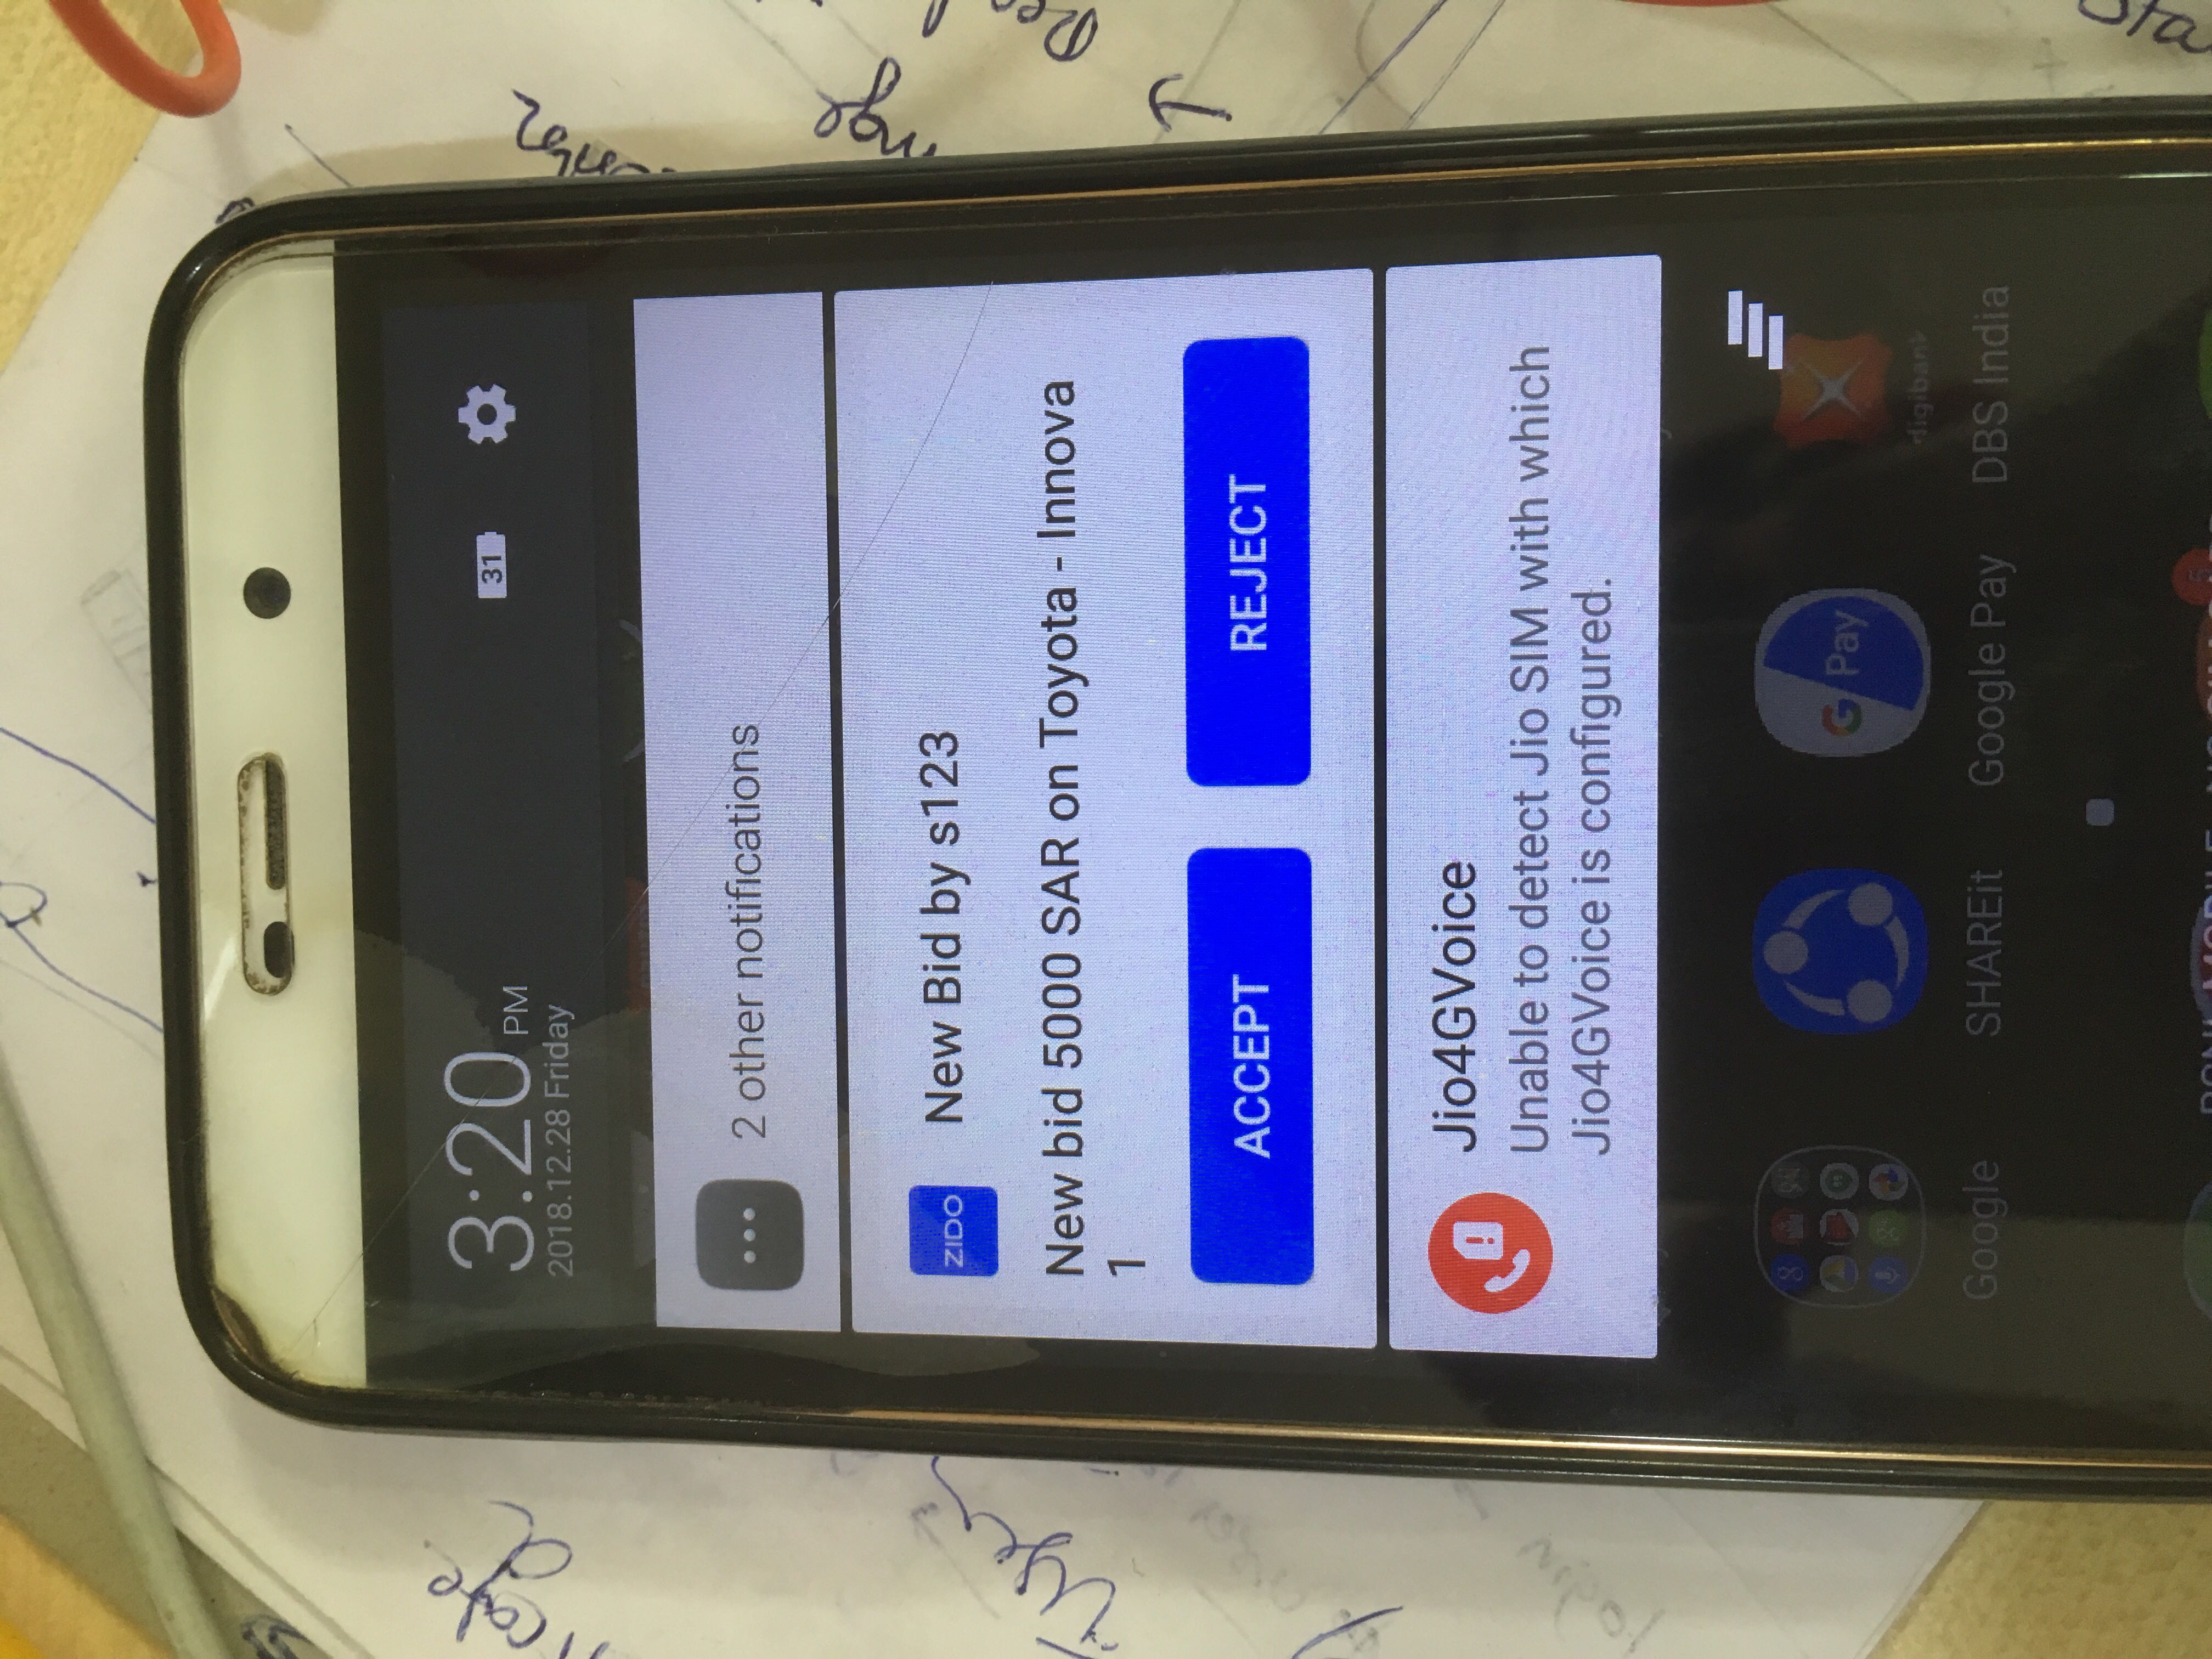 3:20 PM
31
2018.12.28 Friday
2 other notifications
ZIDO
New Bid by s123
New bid 5000 SAR on Toyota - Innova
1
ACCEPT
REJECT
Jio4GVoice
Unable to detect Jio SIM with which
Jio4GVoice is configured.
G Pay
digibank
Google
SHAREit
Google Pay
DBS India
User